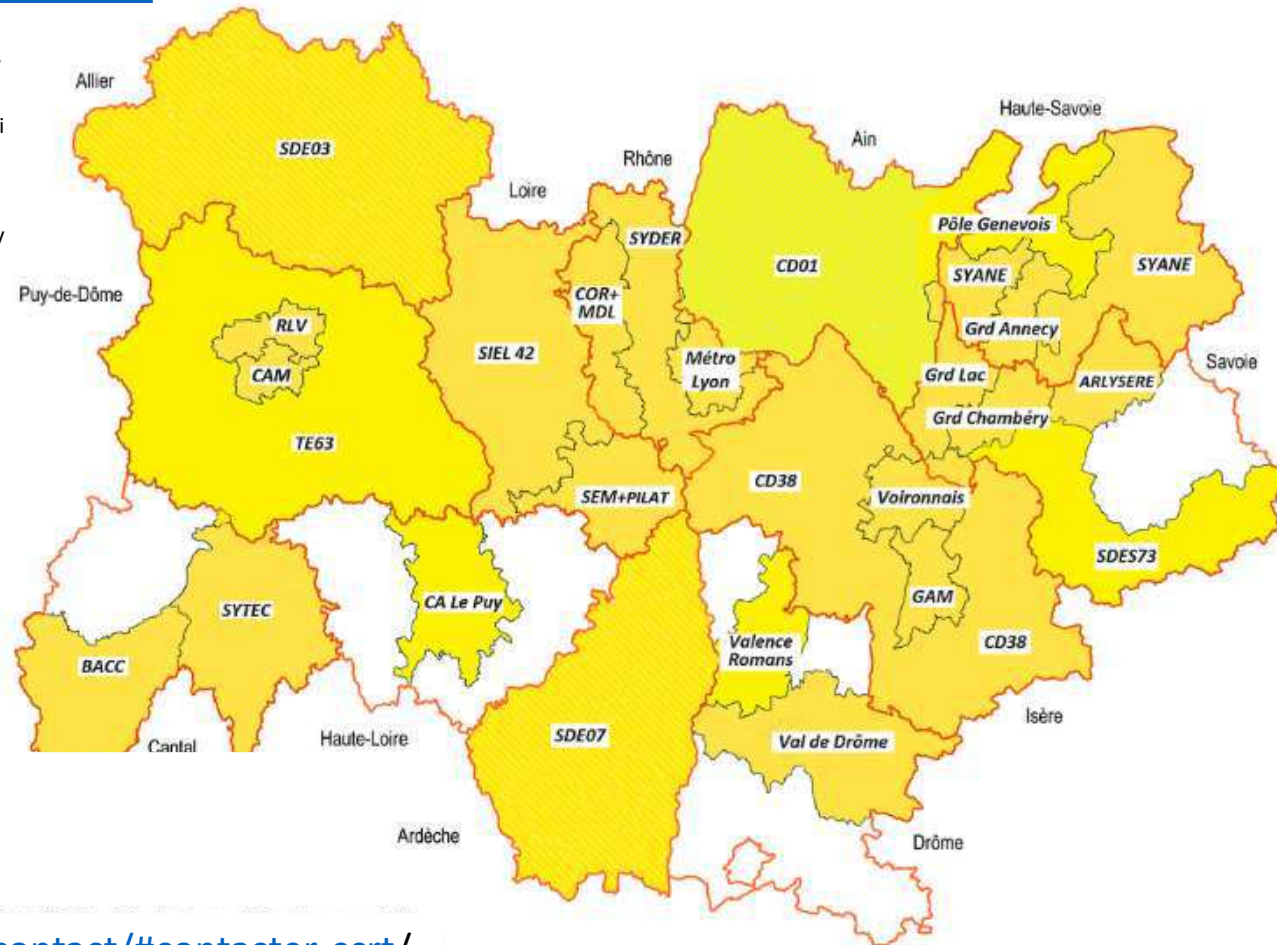 Allier
i
Haute-Savoie
Ain
SDE03
Rhône
Loire
Pôle Genevois
SYDER
CD01
SYANE
SYANE
Puy-de-Dôme
COR+
MDL
RLV
Grd Annecy
SIEL 42
Métro
Lyon
Savoie
CAM
Grd Lac
ARLYSERE
Grd Chambéry
TE63
CD38
SEM+PILAT
Voironnais
SDES73
CA Le Puy
GAM
SYTEC
Valence
Romans
CD38
BACC
Isère
SDE07
Haute-Loire
Val de Drôme
Cantal
Ardèche
Drôme
contact/#contacter-cert/